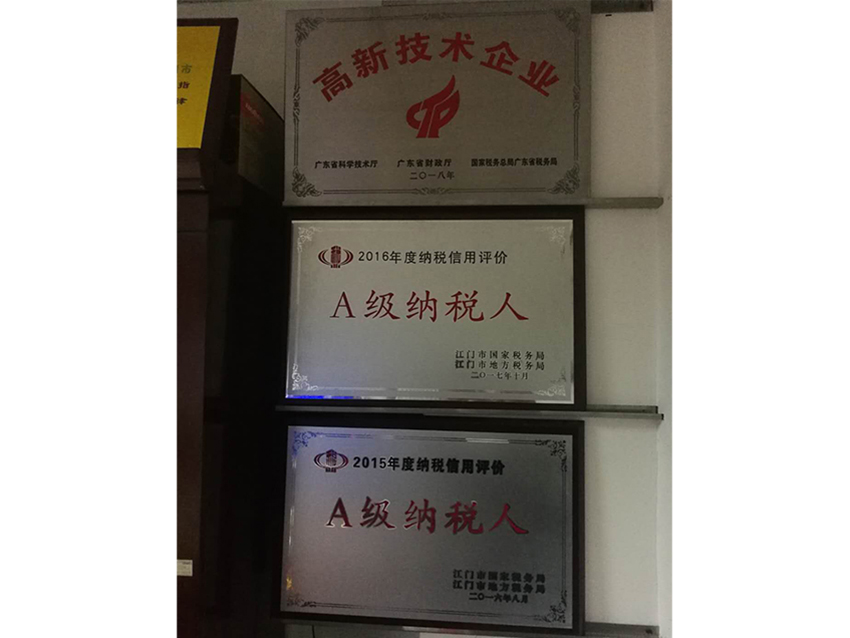 市
指
高新技术企业
广东省科学技术厅 广东省财政厅 国家税务总局广东省税务局
二〇一八年
2016年度纳税信用评价
A级纳税人
江门市国家税务局
江门市地方税务局
二〇一七年十月
2015年度纳税信用评价
A级纳税人
江门市国家税务局
江门市地方税务局
二〇一六年八月